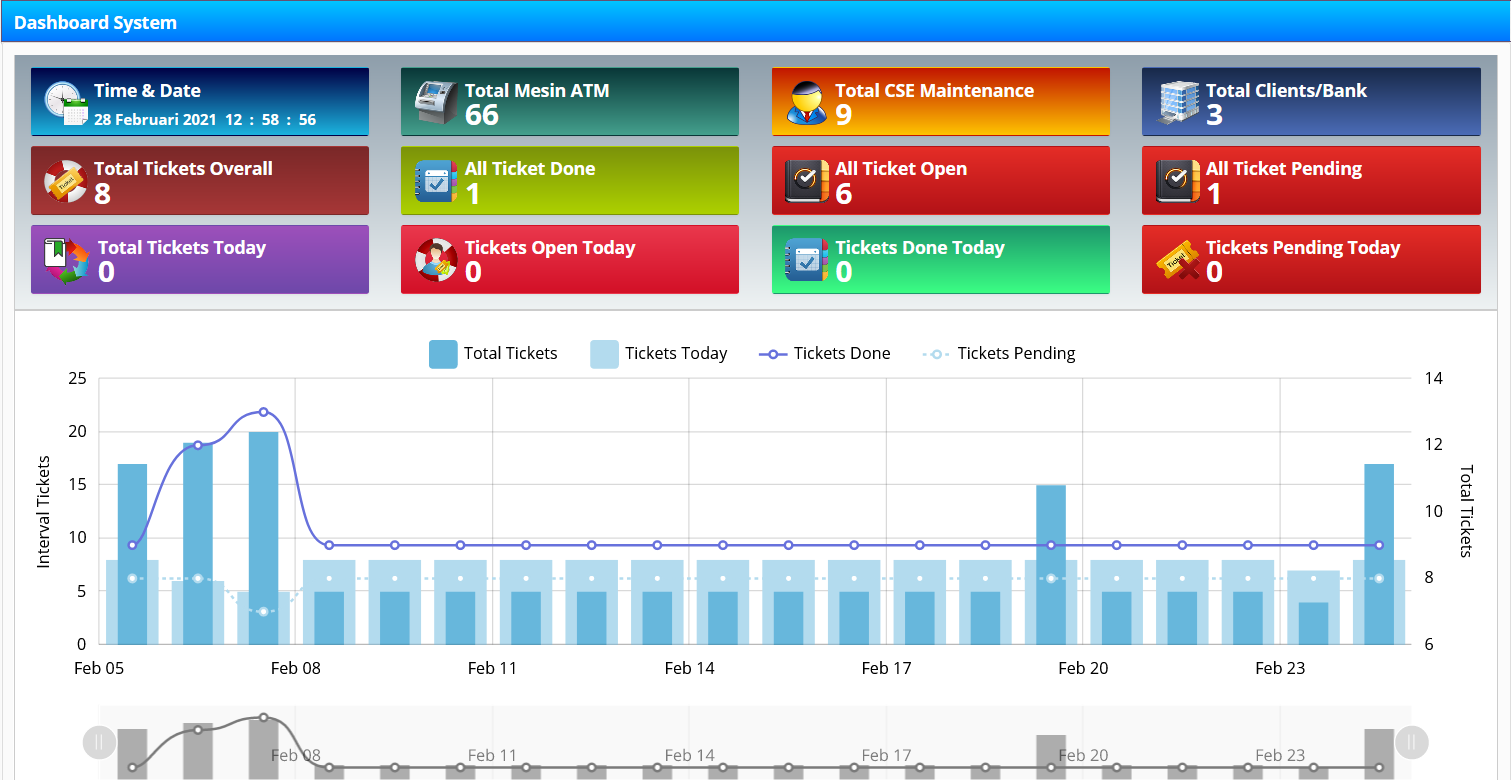 Dashboard System
Time & Date
28 Februari 2021 12 : 58 : 56
Total Mesin ATM
66
Total CSE Maintenance
9
Total Clients/Bank
3
Total Tickets Overall
8
All Ticket Done
1
All Ticket Open
6
All Ticket Pending
1
Total Tickets Today
0
Tickets Open Today
0
Tickets Done Today
0
Tickets Pending Today
0
Total Tickets Tickets Today Tickets Done Tickets Pending
Interval Tickets
25
20
15
10
5
0
14
12
10
8
6
Total Tickets
Feb 05 Feb 08 Feb 11 Feb 14 Feb 17 Feb 20 Feb 23
Feb 08 Feb 11 Feb 14 Feb 17 Feb 20 Feb 23